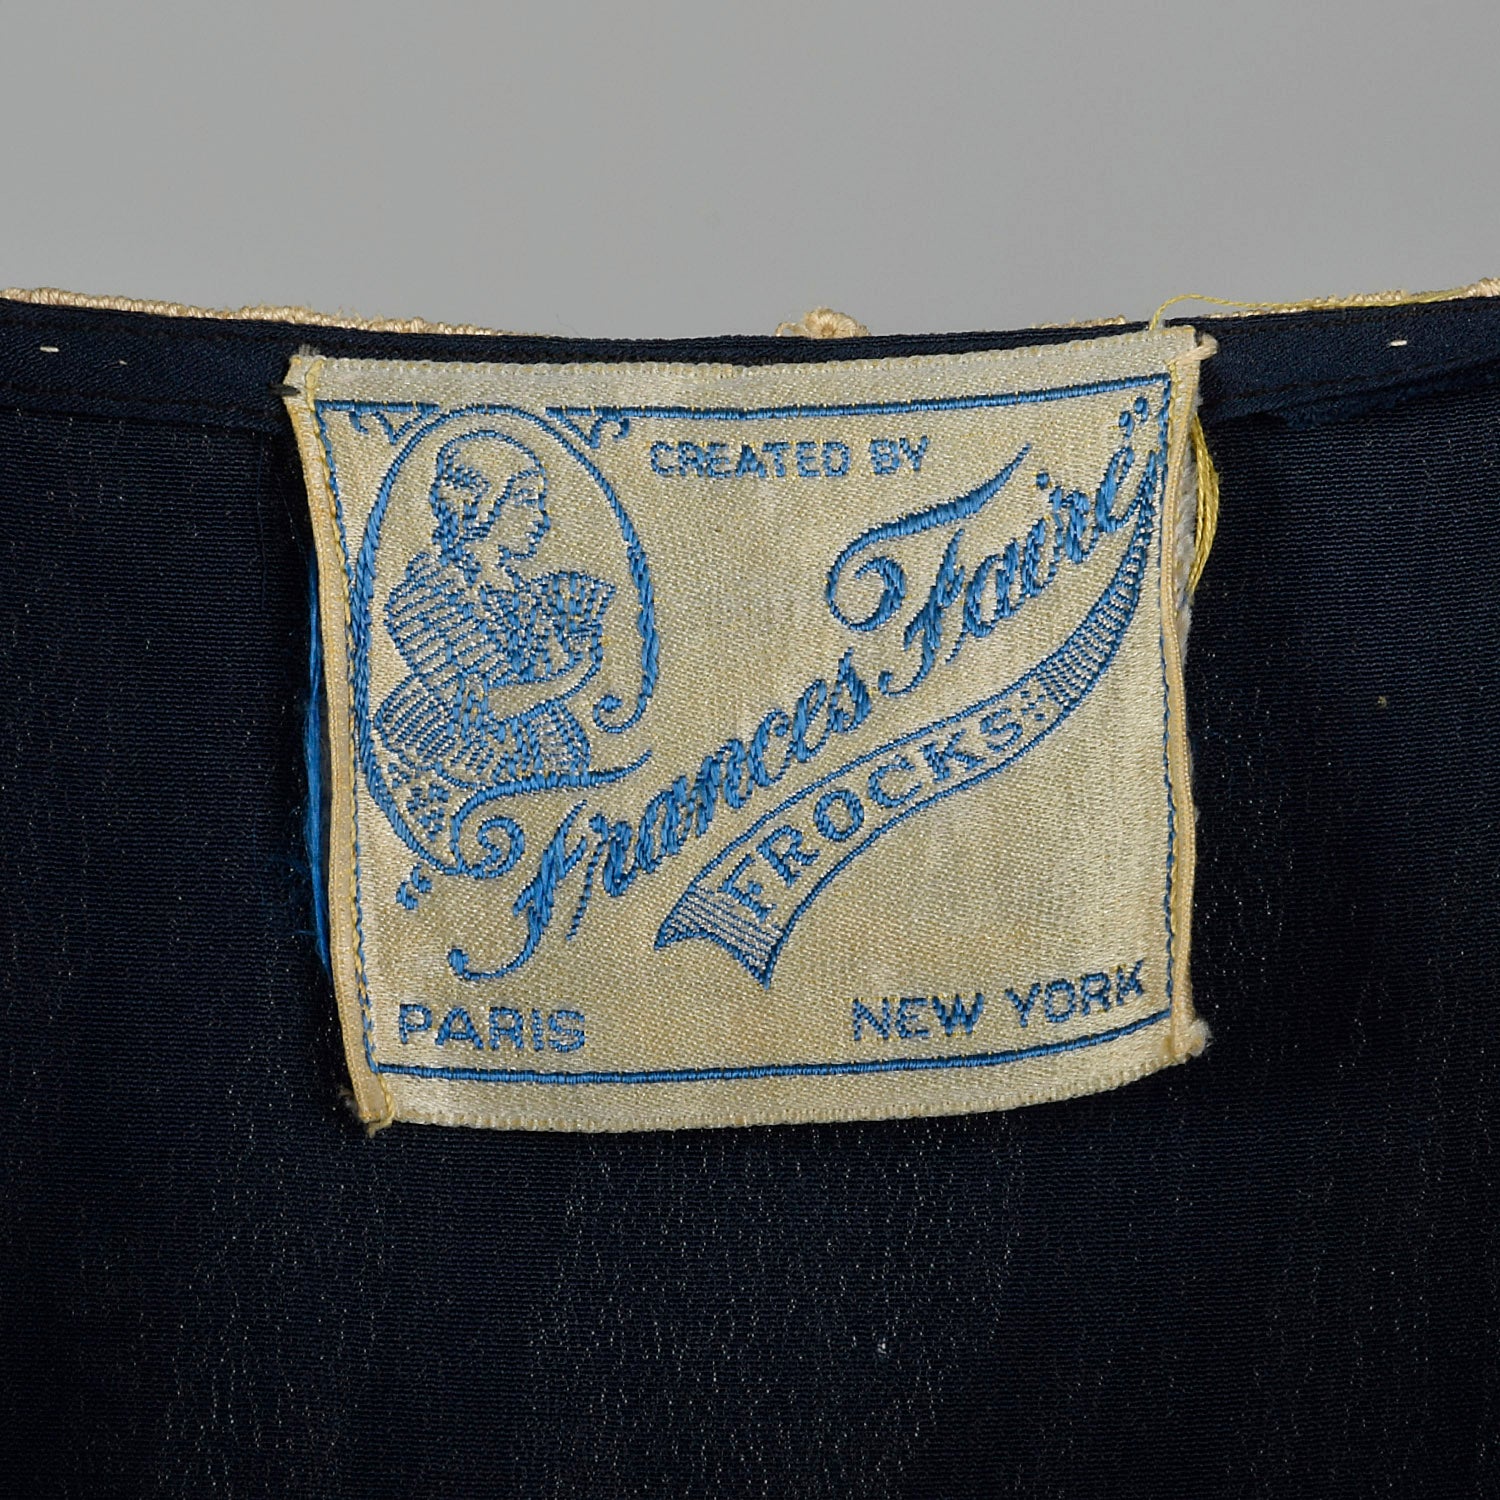 CREATED BY
"Frances Faire"
FROCKS
PARIS NEW YORK